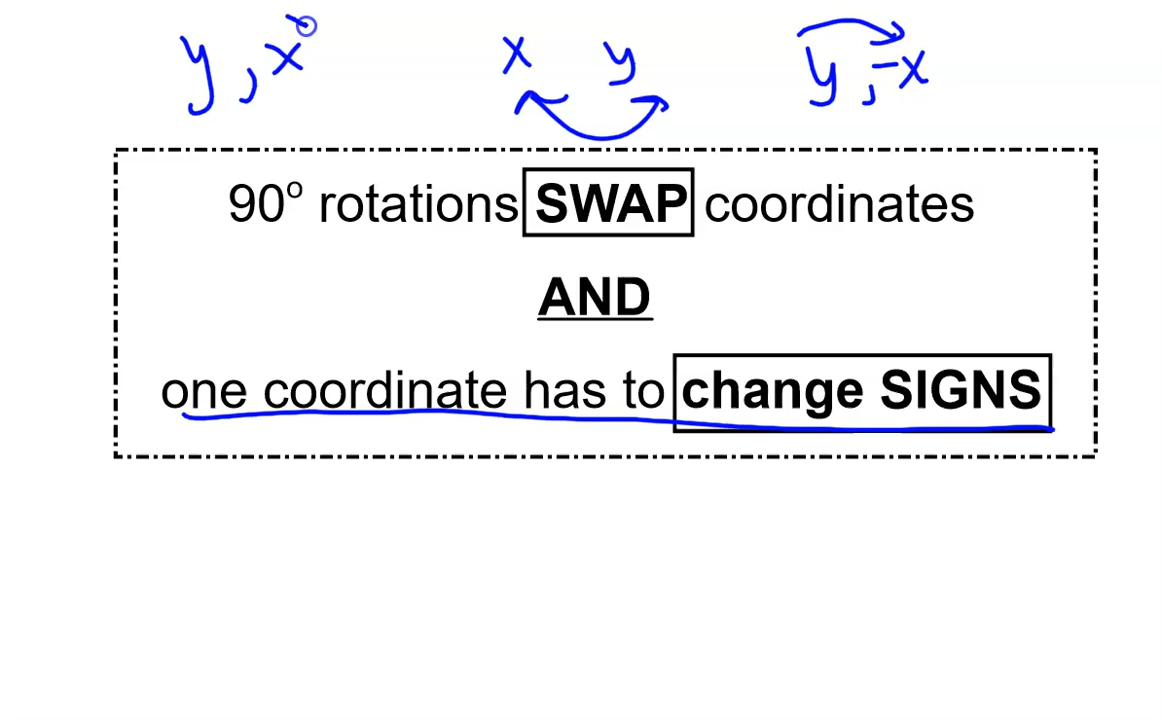 y , x x y y , -x
90° rotations SWAP coordinates
AND
one coordinate has to change SIGNS